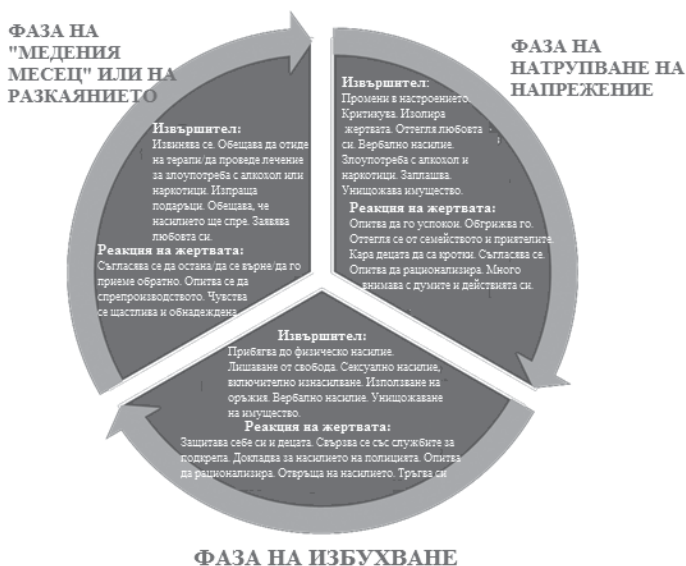 ФАЗА НА
"МЕДЕНИЯ
МЕСЕЦ" ИЛИ НА
РАЗКАЯНИЕТО
Извършител:
Извинява се. Обещава да отиде
на терапи/да проведе лечение
за злоупотреба с алкохол или
наркотици. Изпраща
подаръци. Обещава, че
насилието ще спре. Заявява
любовта си.
Реакция на жертвата:
Съгласява се да остана/да се върне/да го
приеме обратно. Опитва се да
спрепроизводството. Чувства
се щастлива и обнадеждена.
ФАЗА НА
НАТРУПВАНЕ НА
НАПРЕЖЕНИЕ
Извършител:
Промени в настроението.
Критикува. Изолира
жертвата. Оттегля любовта
си. Вербално насилие.
Злоупотреба с алкохол и
наркотици. Заплашва.
Унищожава имущество.
Реакция на жертвата:
Опитва да го успокои. Обгрижва го.
Оттегля се от семейството и приятелите.
Кара децата да са кротки. Съгласява се.
Опитва да рационализира. Много
внимава с думите и действията си.
Извършител:
Прибягва до физическо насилие.
Лишаване от свобода. Сексуално насилие,
включително изнасилване. Използване на
оръжия. Вербално насилие. Унищожаване
на имущество.
Реакция на жертвата:
Защитава себе си и децата. Свързва се със службите за
подкрепа. Докладва за насилието на полицията. Опитва
да рационализира. Отвръща на насилието. Тръгва си
ФАЗА НА ИЗБУХВАНЕ